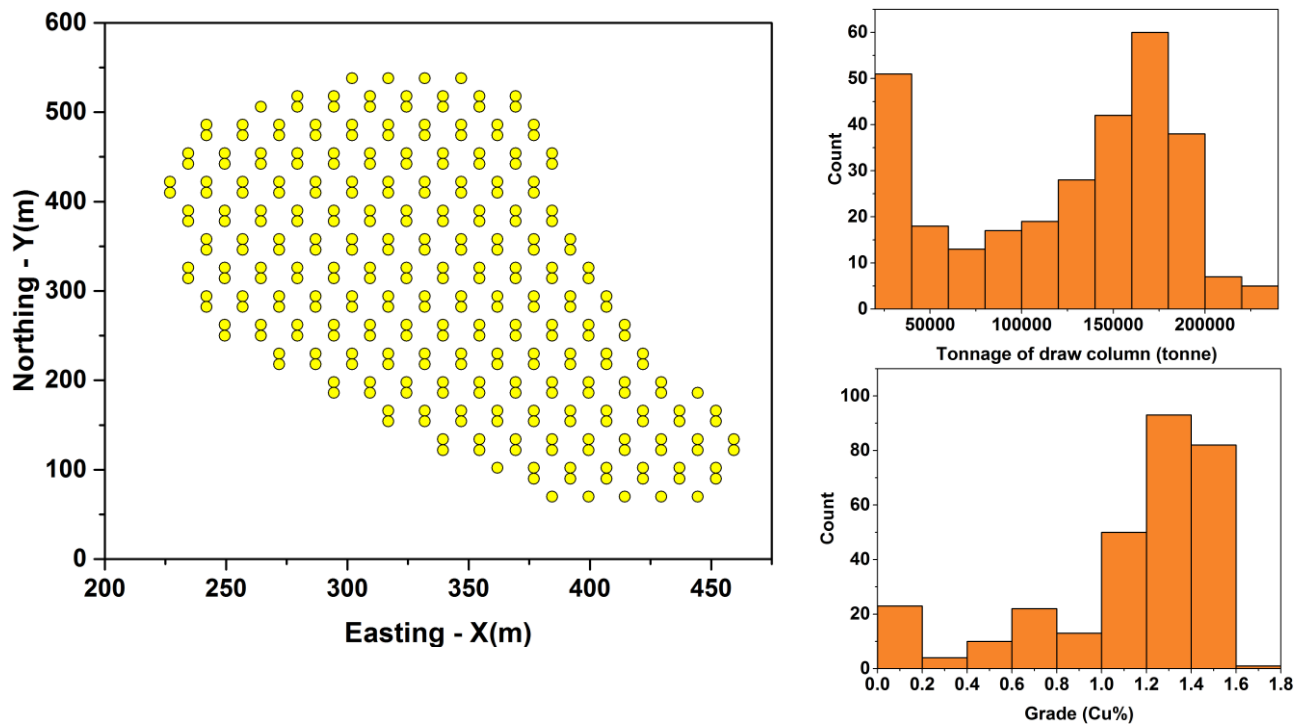 600
500
400
300
200
100
0
Northing - Y(m)
200 250 300 350 400 450
Easting - X(m)
60
50
40
30
20
10
0
Count
50000 100000 150000 200000
Tonnage of draw column (tonne)
100
80
60
40
20
0
Count
0.0 0.2 0.4 0.6 0.8 1.0 1.2 1.4 1.6 1.8
Grade (Cu%)